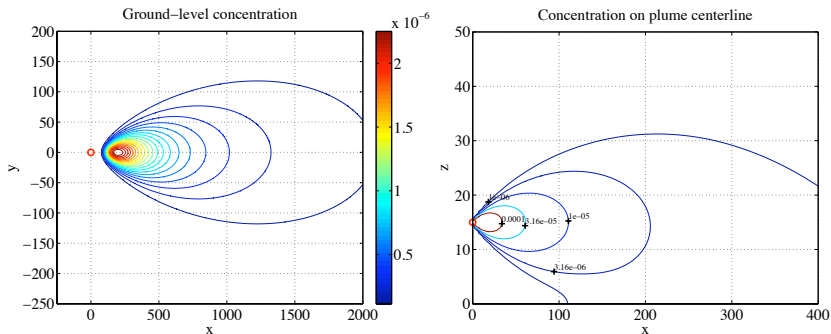 Ground−level concentration
x 10⁻⁶
200
150
100
50
0
−50
−100
−150
−200
−250
y
0
500
1000
1500
2000
x
2
1.5
1
0.5
Concentration on plume centerline
50
40
30
20
10
0
z
1e−06
0.0001
3.16e−05
1e−05
3.16e−06
0
100
200
300
400
x